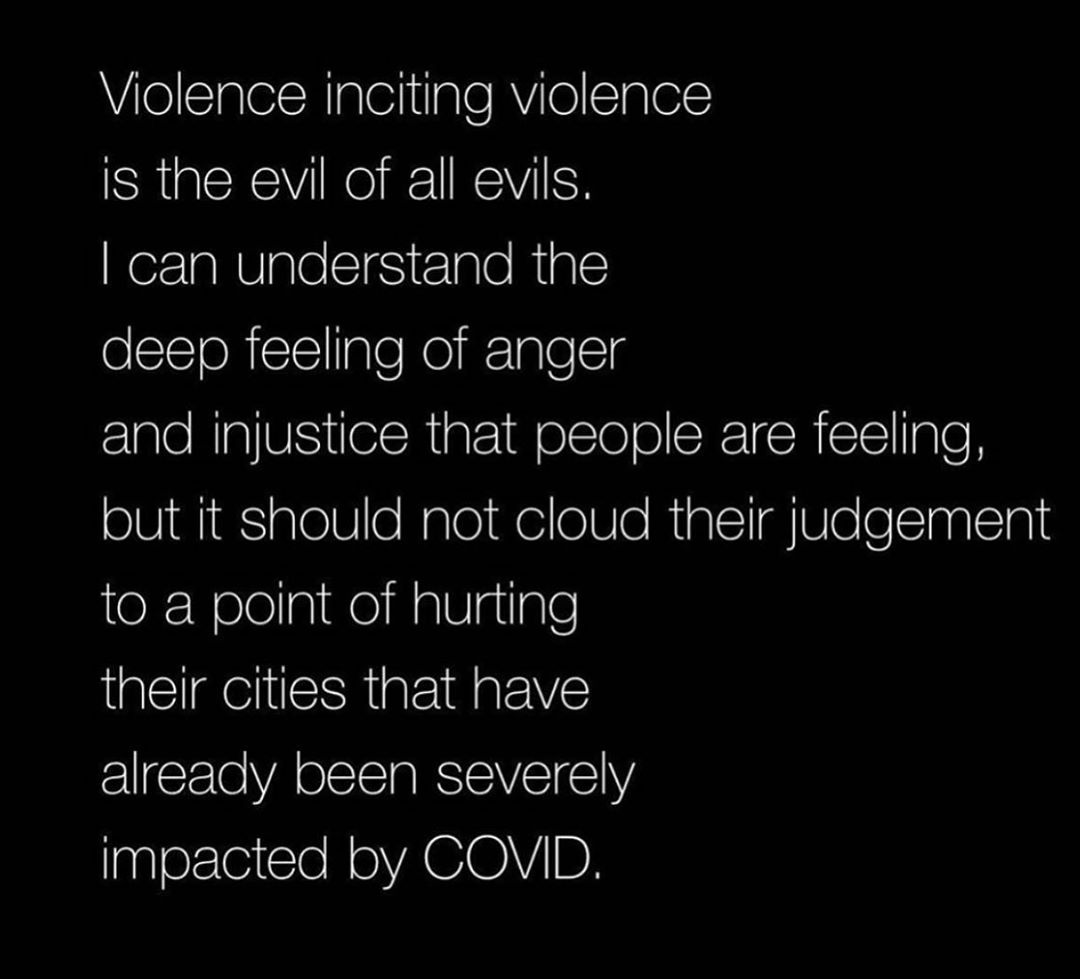 Violence inciting violence
is the evil of all evils.
I can understand the
deep feeling of anger
and injustice that people are feeling,
but it should not cloud their judgement
to a point of hurting
their cities that have
already been severely
impacted by COVID.